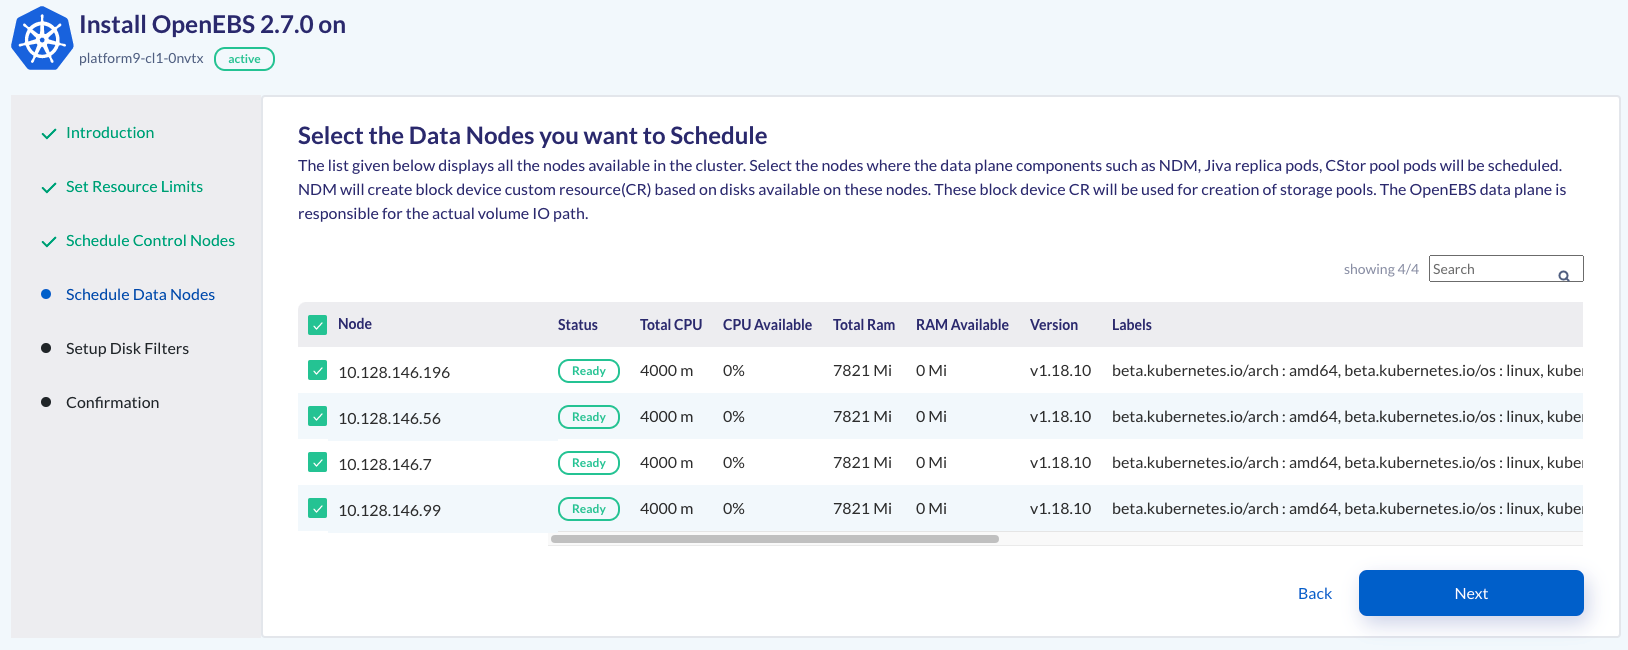 Install OpenEBS 2.7.0 on
platform9-cl1-0nvtx active
Introduction
Set Resource Limits
Schedule Control Nodes
Schedule Data Nodes
Setup Disk Filters
Confirmation
Select the Data Nodes you want to Schedule
The list given below displays all the nodes available in the cluster. Select the nodes where the data plane components such as NDM, Jiva replica pods, CStor pool pods will be scheduled.
NDM will create block device custom resource(CR) based on disks available on these nodes. These block device CR will be used for creation of storage pools. The OpenEBS data plane is
responsible for the actual volume IO path.
showing 4/4 Search
Node Status Total CPU CPU Available Total Ram RAM Available Version Labels
10.128.146.196 Ready 4000 m 0% 7821 Mi 0 Mi v1.18.10 beta.kubernetes.io/arch : amd64, beta.kubernetes.io/os : linux, kuber
10.128.146.56 Ready 4000 m 0% 7821 Mi 0 Mi v1.18.10 beta.kubernetes.io/arch : amd64, beta.kubernetes.io/os : linux, kuber
10.128.146.7 Ready 4000 m 0% 7821 Mi 0 Mi v1.18.10 beta.kubernetes.io/arch : amd64, beta.kubernetes.io/os : linux, kuber
10.128.146.99 Ready 4000 m 0% 7821 Mi 0 Mi v1.18.10 beta.kubernetes.io/arch : amd64, beta.kubernetes.io/os : linux, kuber
Back Next